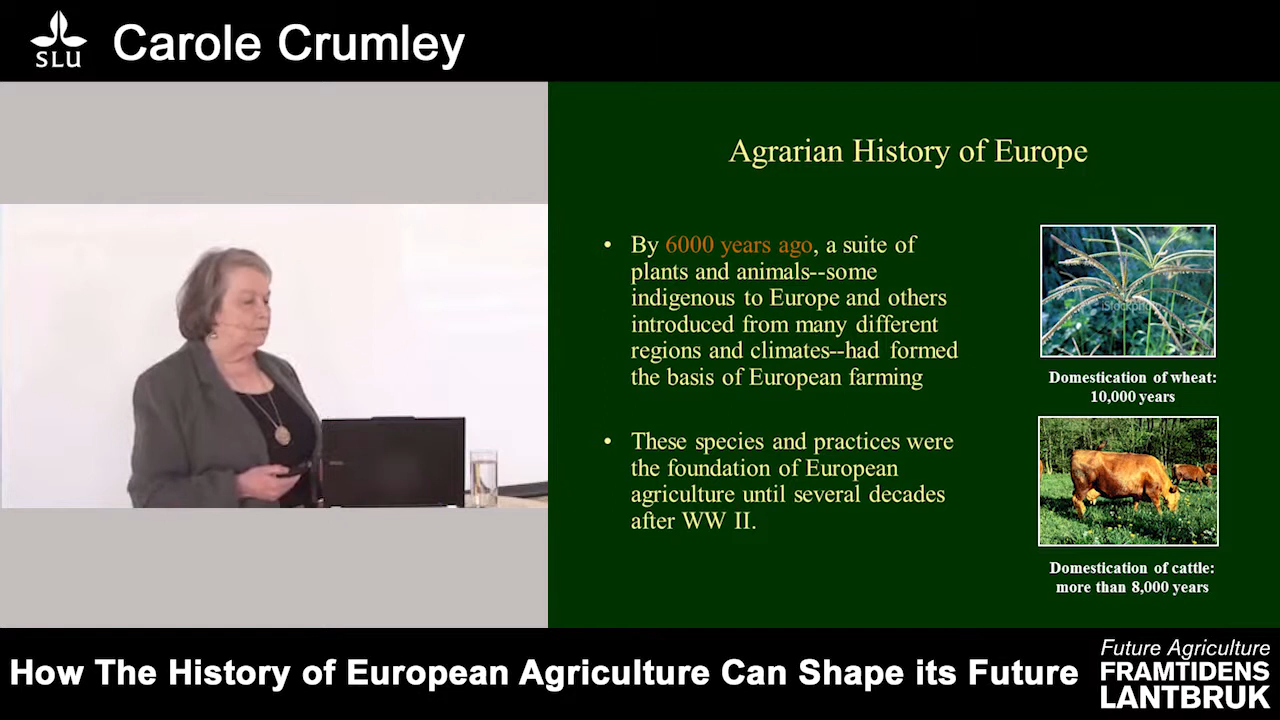 SLU
Carole Crumley
Agrarian History of Europe
• By 6000 years ago, a suite of
plants and animals--some
indigenous to Europe and others
introduced from many different
regions and climates--had formed
the basis of European farming
• These species and practices were
the foundation of European
agriculture until several decades
after WW II.
iStockphoto
Domestication of wheat:
10,000 years
Domestication of cattle:
more than 8,000 years
How The History of European Agriculture Can Shape its Future
Future Agriculture
FRAMTIDENS
LANTBRUK